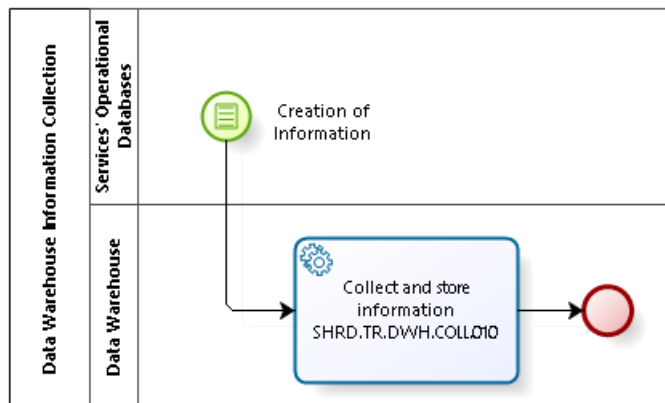 Data Warehouse Information Collection
Services' Operational
Databases
Creation of
Information
Data Warehouse
Collect and store
information
SHRD.TR.DWH.COLL.010